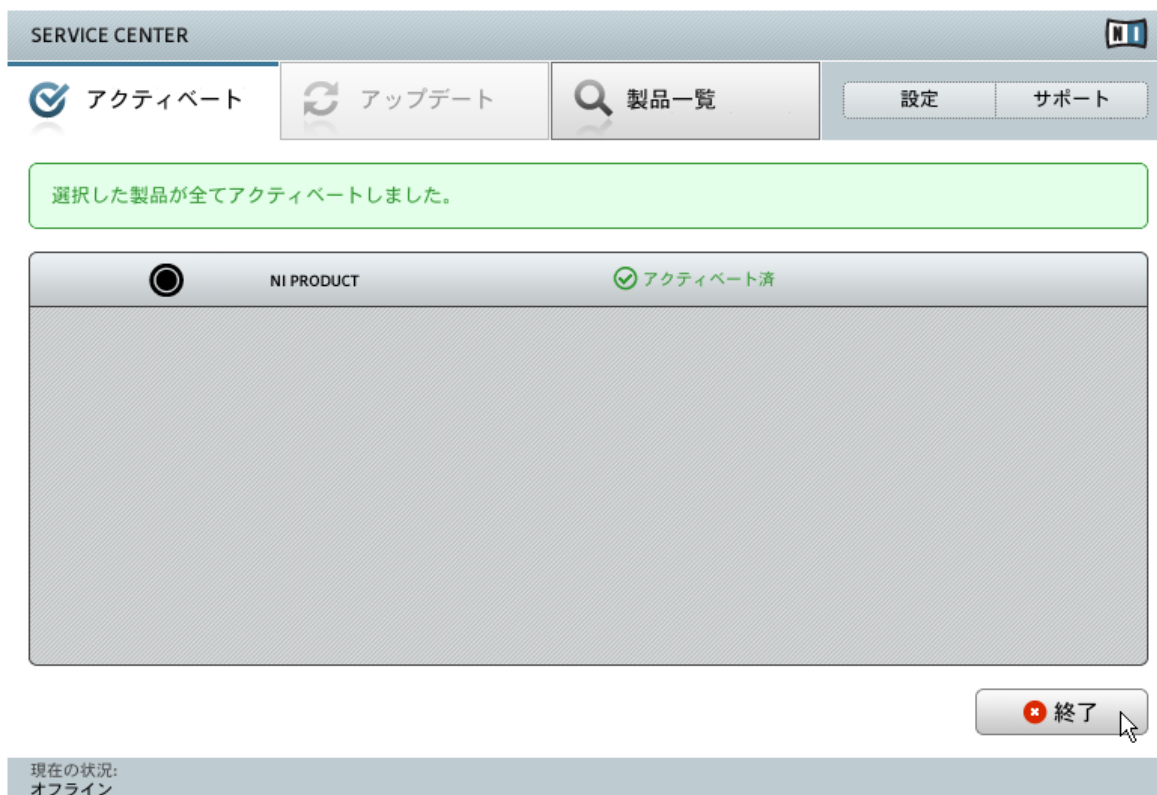 SERVICE CENTER
NI
アクティベート
アップデート
製品一覧
設定
サポート
選択した製品が全てアクティベートしました。
NI PRODUCT
アクティベート済
終了
現在の状況:
オフライン